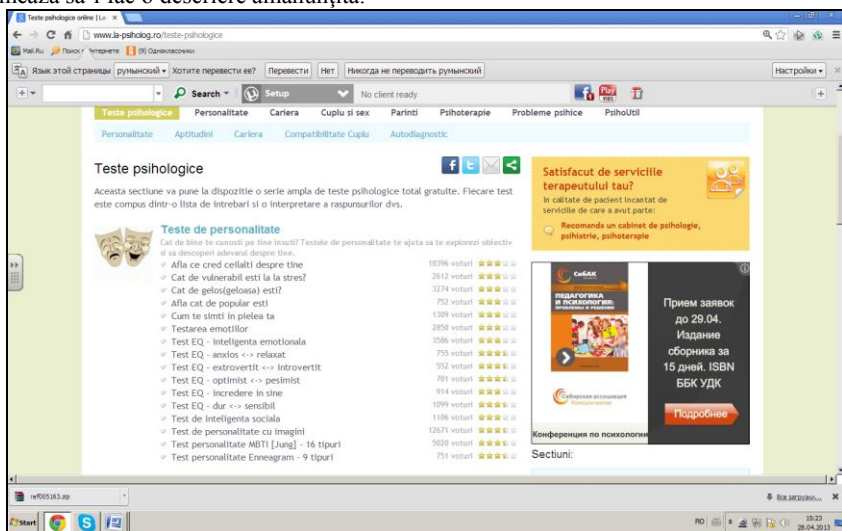 Teste psihologice online | La
www.la-psiholog.ro/teste-psihologice
Mail.Ru Поиск (9) Одноклассники
Язык этой страницы румынский Хотите перевести ее? Перевести Нет Никогда не переводить румынский Настройки
Search Setup No client ready
Teste psihologice Personalitate Cariera Cuplu si sex Parinti Psihoterapie Probleme psihice PsihoUtil
Personalitate Aptitudini Cariera Compatibilitate Cuplu Autodiagnostic
Teste psihologice
Aceasta sectiune va pune la dispozitie o serie ampla de teste psihologice total gratuite. Fiecare test
este compus dintr-o lista de intrebari si o interpretare a raspunsurilor dvs.
Teste de personalitate
Cat de bine te cunosti pe tine insuti? Testele de personalitate te ajuta sa te explorezi obiectiv
si sa descoperi adevarul despre tine.
Afla ce cred ceilalti despre tine 10396 voturi
Cat de vulnerabil esti la la stres? 2612 voturi
Cat de gelos(geloasa) esti? 3274 voturi
Afla cat de popular esti 752 voturi
Cum te simti in pielea ta 1309 voturi
Testarea emotiilor 2850 voturi
Test EQ - inteligenta emotionala 3586 voturi
Test EQ - anxios <-> relaxat 755 voturi
Test EQ - extrovertit <-> introvertit 552 voturi
Test EQ - optimist <-> pesimist 701 voturi
Test EQ - incredere in sine 914 voturi
Test EQ - dur <-> sensibil 1099 voturi
Test de inteligenta sociala 1106 voturi
Test de personalitate cu imagini 12671 voturi
Test personalitate MBTI [Jung] - 16 tipuri 5020 voturi
Test personalitate Enneagram - 9 tipuri 751 voturi
Satisfacut de serviciile
terapeutului tau?
In calitate de pacient incantat de
serviciile de care a avut parte:
Recomanda un cabinet de psihologie,
psihiatrie, psihoterapie
СибАК
ПЕДАГОГИКА
И ПСИХОЛОГИЯ:
ПРОБЛЕМЫ И РЕШЕНИЯ
Сибирская ассоциация
консультантов
Конференция по психологии
Прием заявок
до 29.04.
Издание
сборника за
15 дней. ISBN
ББК УДК
Подробнее
Sectiuni:
ref005163.zip
Все загрузки...
Start
RO
15:23
28.04.2013